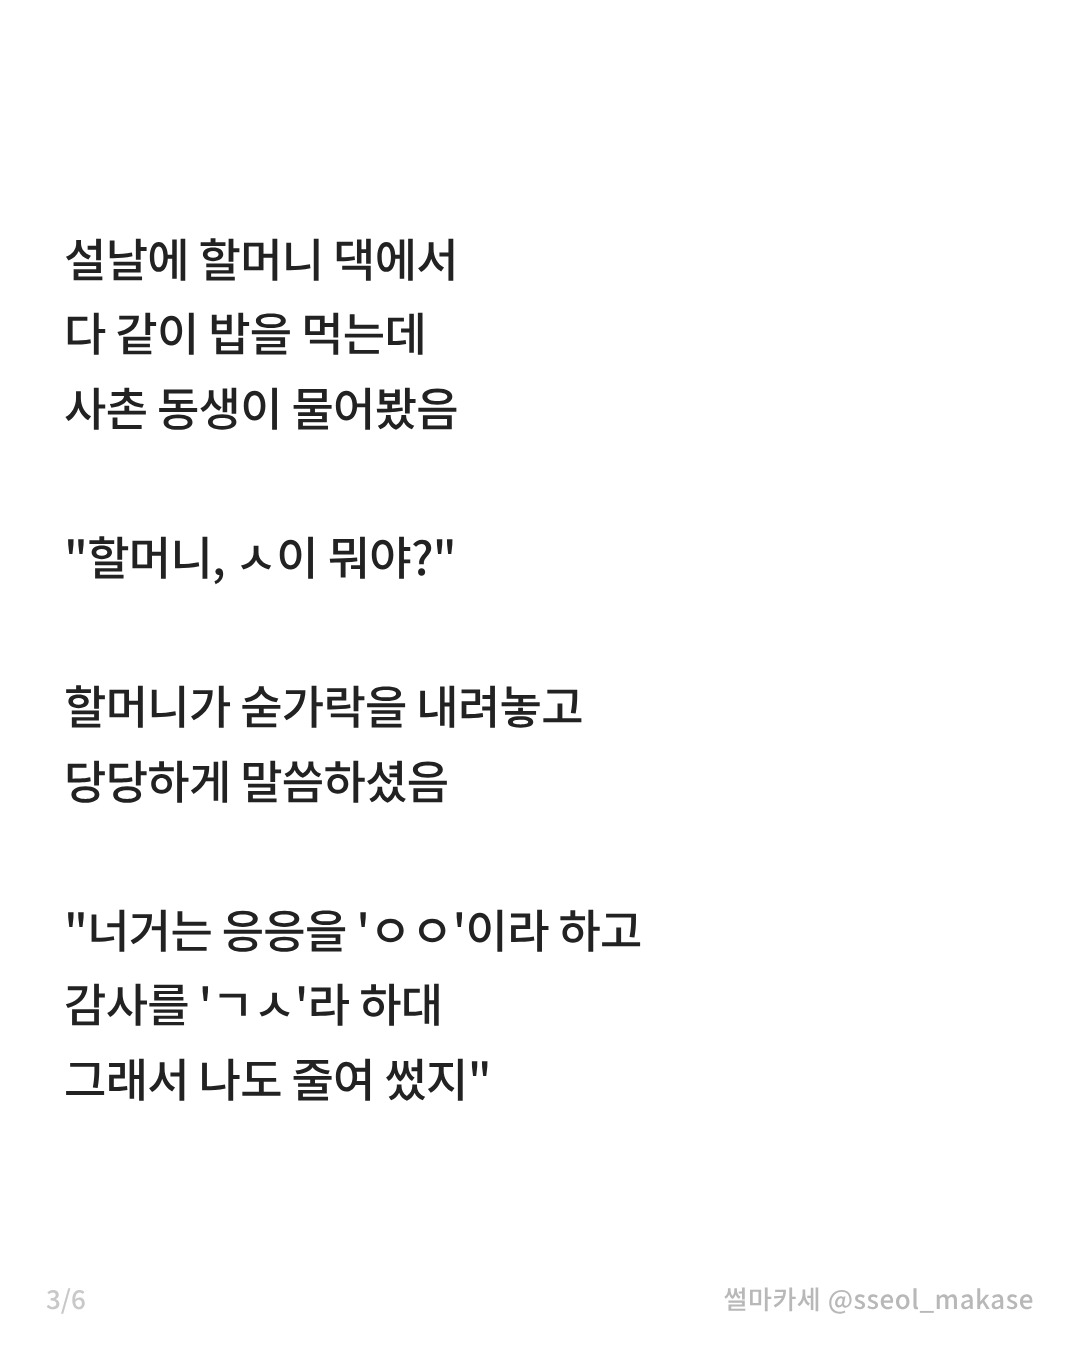 설날에 할머니 댁에서
다 같이 밥을 먹는데
사촌 동생이 물어봤음
"할머니, ㅅ이 뭐야?"
할머니가 숟가락을 내려놓고
당당하게 말씀하셨음
"너거는 응응을 'ㅇㅇ'이라 하고
감사를 'ㄱㅅ'라 하대
그래서 나도 줄여 썼지"
3/6
썰마카세 @sseol_makase